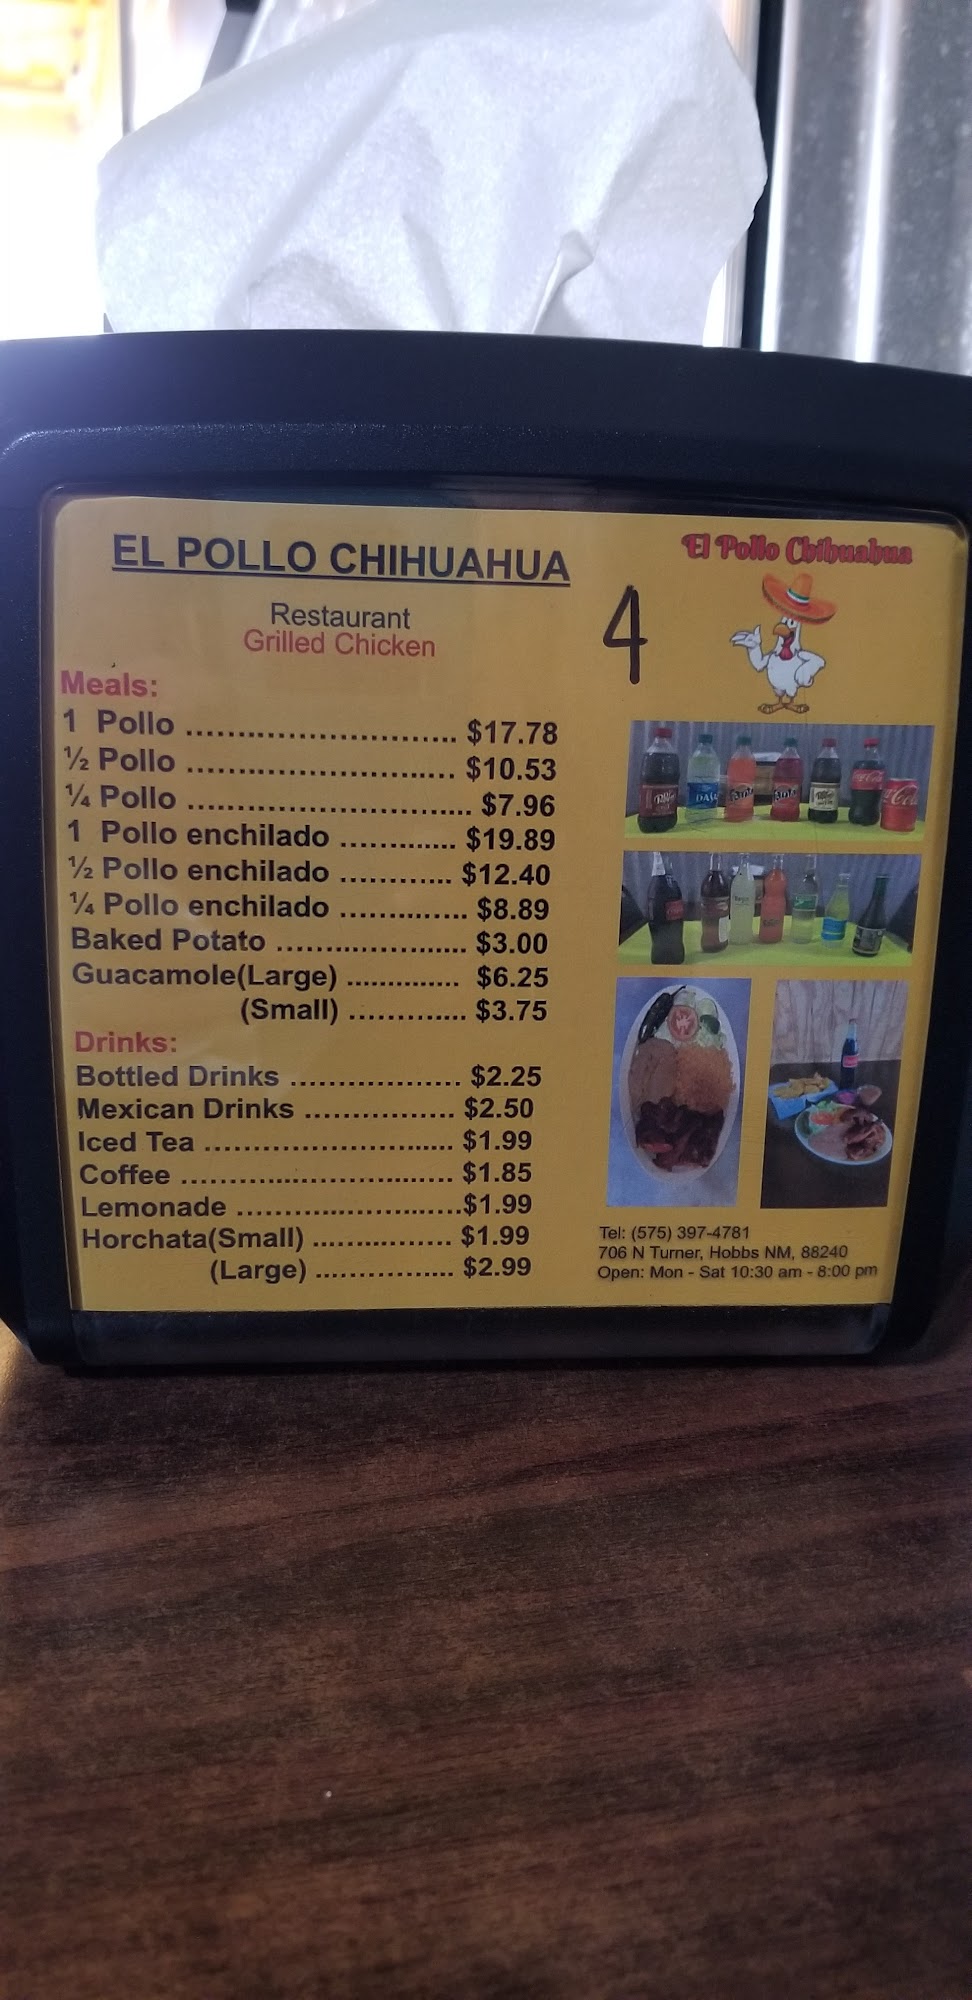 EL POLLO CHIHUAHUA
El Pollo Chihuahua
Restaurant
Grilled Chicken
4
Meals:
1 Pollo ................................ $17.78
½ Pollo ................................ $10.53
¼ Pollo ................................ $7.96
1 Pollo enchilado ............. $19.89
½ Pollo enchilado ............ $12.40
¼ Pollo enchilado .............. $8.89
Baked Potato ..................... $3.00
Guacamole(Large) .............. $6.25
(Small) ............. $3.75
Drinks:
Bottled Drinks ................... $2.25
Mexican Drinks ................. $2.50
Iced Tea ............................ $1.99
Coffee .............................. $1.85
Lemonade .........................$1.99
Horchata(Small) ............... $1.99
(Large) ................ $2.99
Tel: (575) 397-4781
706 N Turner, Hobbs NM, 88240
Open: Mon - Sat 10:30 am - 8:00 pm